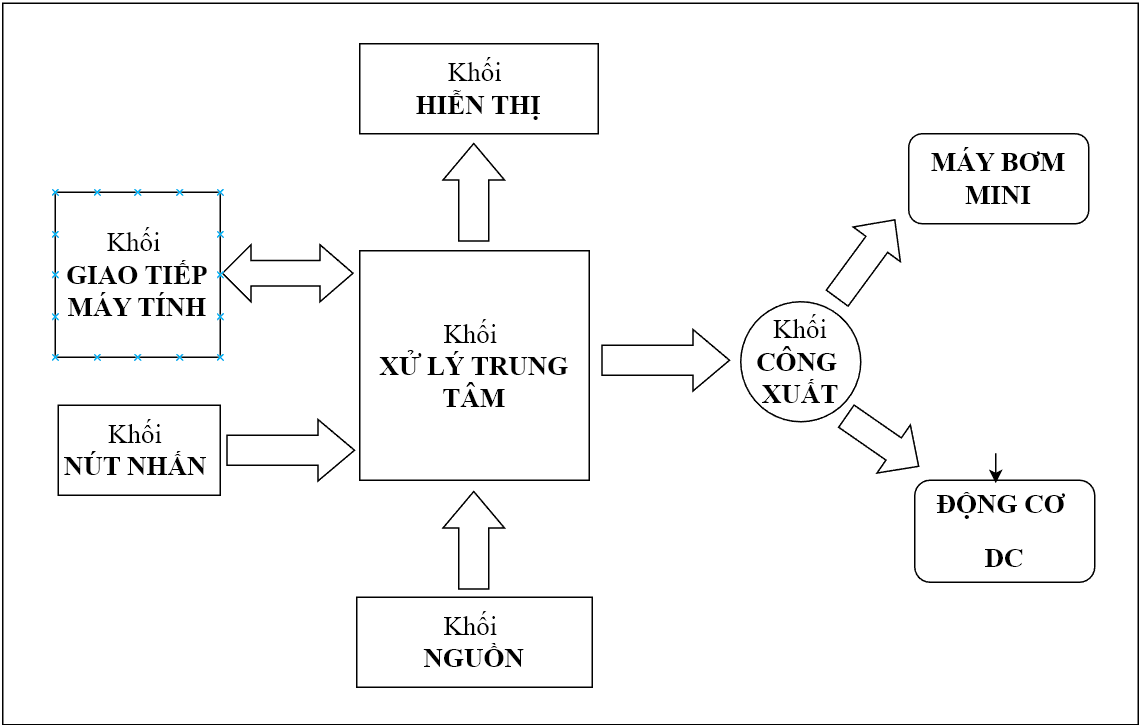 Khối
HIỄN THỊ
MÁY BƠM
MINI
Khối
GIAO TIẾP
MÁY TÍNH
Khối
XỬ LÝ TRUNG
TÂM
Khối
CÔNG
XUẤT
Khối
NÚT NHẤN
ĐỘNG CƠ
DC
Khối
NGUỒN